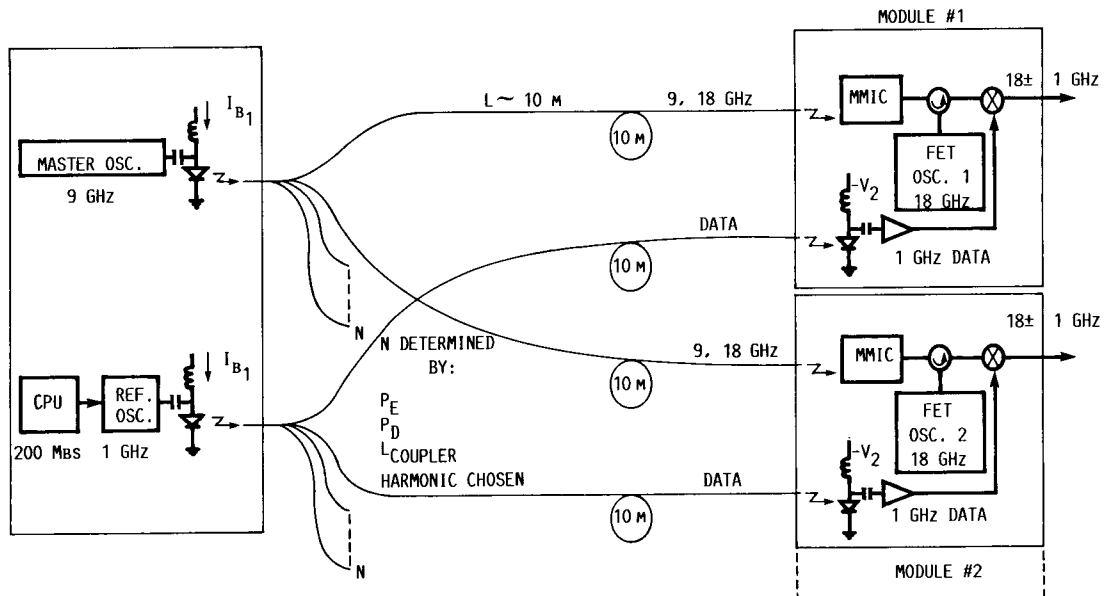 MODULE #1
I_B1
MASTER OSC.
9 GHz
L ~ 10 M
9, 18 GHz
10 M
MMIC
18± 1 GHz
FET
OSC. 1
18 GHz
-V2
1 GHz DATA
DATA
10 M
N
N DETERMINED
BY:
PE
PD
LCOUPLER
HARMONIC CHOSEN
I_B1
CPU
REF.
OSC.
200 MBS
1 GHz
N
9, 18 GHz
10 M
DATA
10 M
MMIC
18± 1 GHz
FET
OSC. 2
18 GHz
-V2
1 GHz DATA
MODULE #2